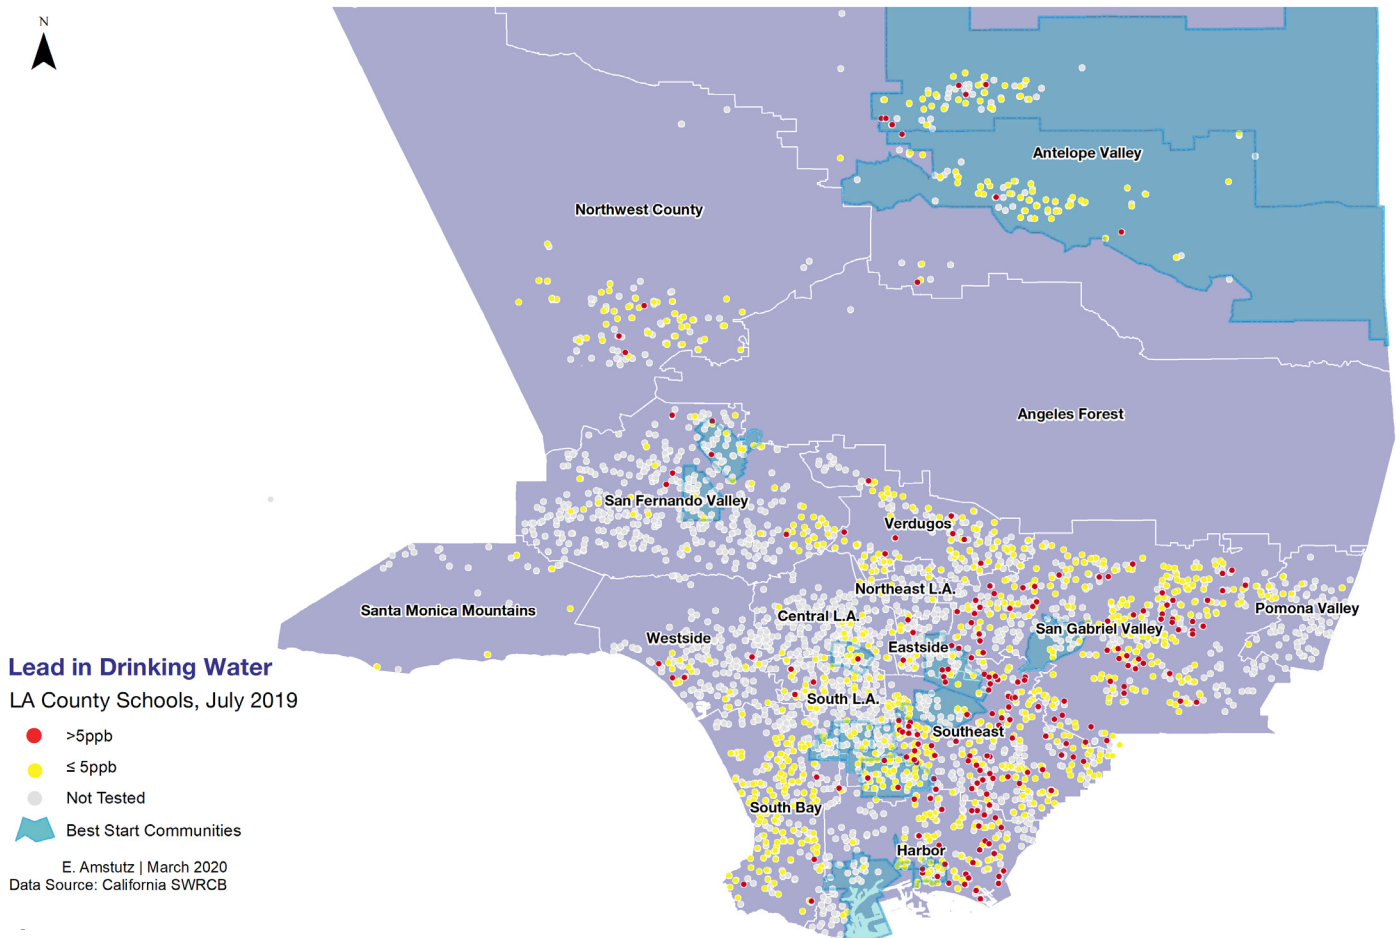 N
Antelope Valley
Northwest County
Angeles Forest
San Fernando Valley
Verdugos
Northeast L.A.
Santa Monica Mountains
Central L.A.
Pomona Valley
San Gabriel Valley
Westside
Eastside
South L.A.
Southeast
South Bay
Harbor
Lead in Drinking Water
LA County Schools, July 2019
>5ppb
≤ 5ppb
Not Tested
Best Start Communities
E. Amstutz | March 2020
Data Source: California SWRCB